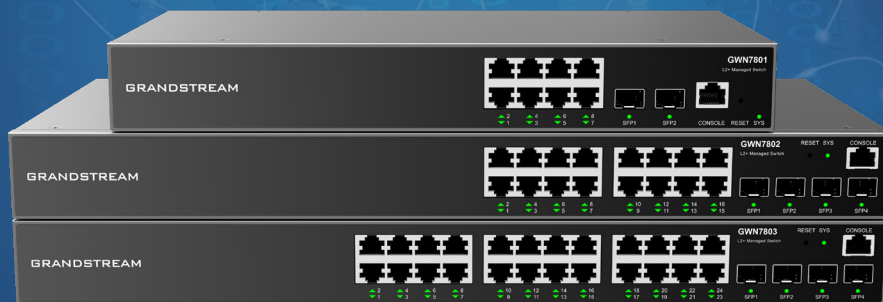 GWN7801
L2+ Managed Switch
GRANDSTREAM
2 4 6 8
1 3 5 7
SFP1 SFP2 CONSOLE RESET SYS
GWN7802 RESET SYS CONSOLE
L2+ Managed Switch
GRANDSTREAM
2 4 6 8 10 12 14 16
1 3 5 7 9 11 13 15
SFP1 SFP2 SFP3 SFP4
GWN7803 RESET SYS CONSOLE
L2+ Managed Switch
GRANDSTREAM
2 4 6 8 10 12 14 16 18 20 22 24
1 3 5 7 9 11 13 15 17 19 21 23
SFP1 SFP2 SFP3 SFP4